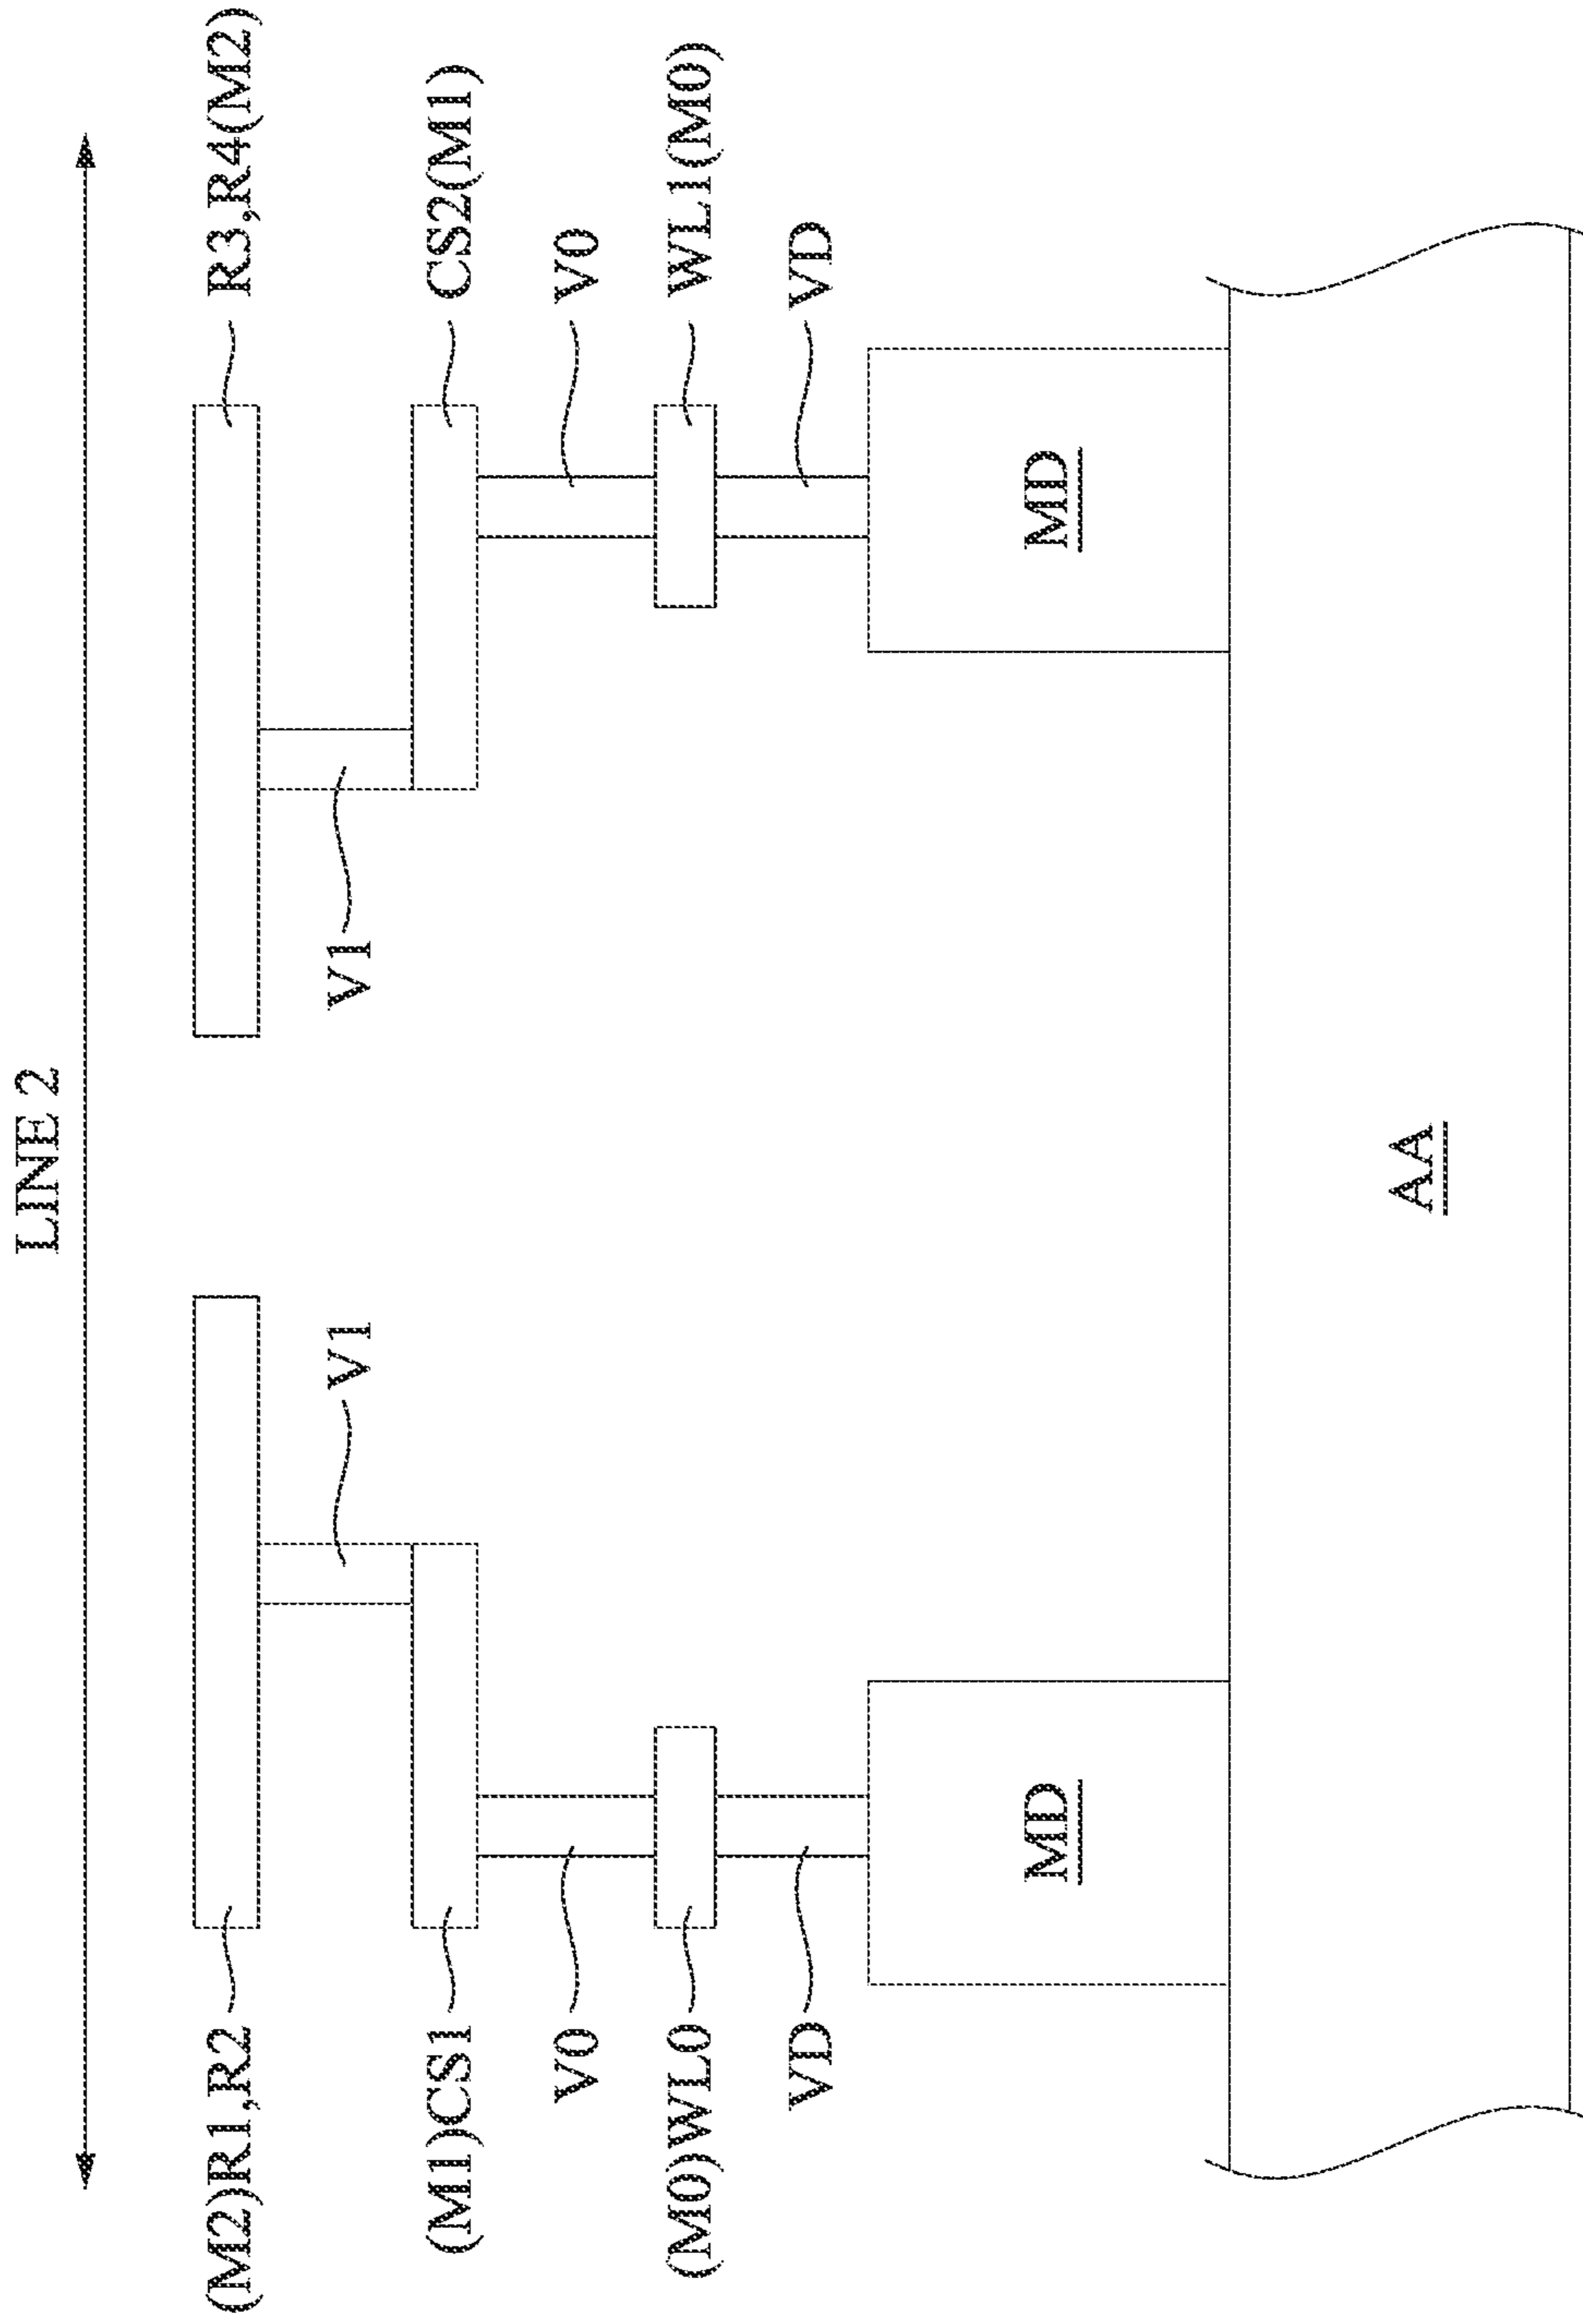 LINE 2
(M2)R1,R2
R3,R4(M2)
V1
V1
(M1)CS1
CS2(M1)
V0
V0
(M0)WL0
WL1(M0)
VD
VD
MD
MD
AA